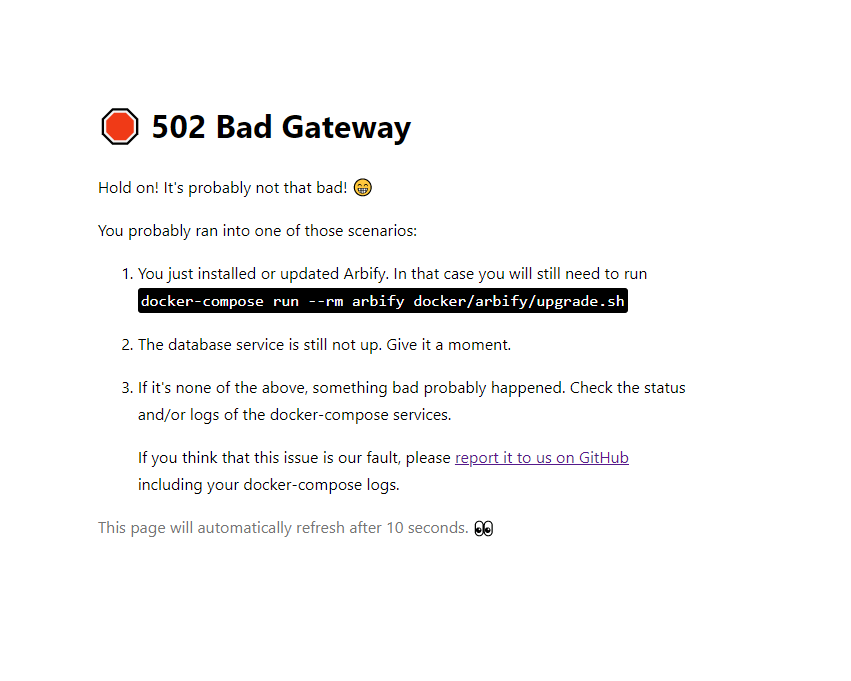 🛑 502 Bad Gateway
Hold on! It's probably not that bad! 😁
You probably ran into one of those scenarios:
1. You just installed or updated Arbify. In that case you will still need to run
docker-compose run --rm arbify docker/arbify/upgrade.sh
2. The database service is still not up. Give it a moment.
3. If it's none of the above, something bad probably happened. Check the status
and/or logs of the docker-compose services.
If you think that this issue is our fault, please report it to us on GitHub
including your docker-compose logs.
This page will automatically refresh after 10 seconds. 👀